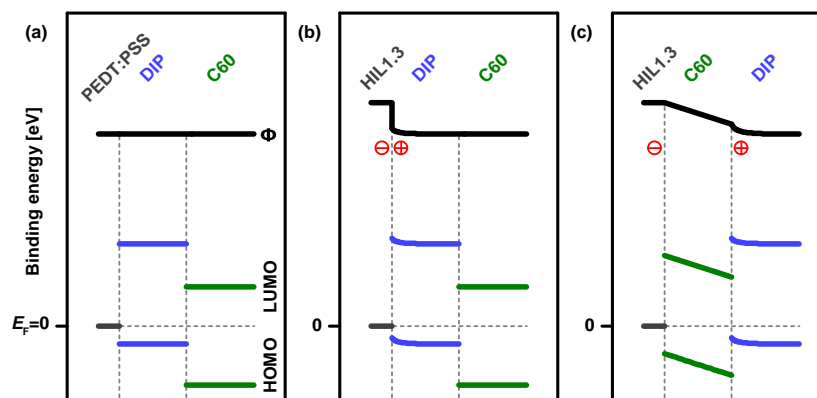 (a)
PEDT:PSS
DIP
C60
Φ
Binding energy [eV]
LUMO
E_F=0
HOMO
(b)
HIL1.3
DIP
C60
⊖ ⊕
0
(c)
HIL1.3
C60
DIP
⊖ ⊕
0